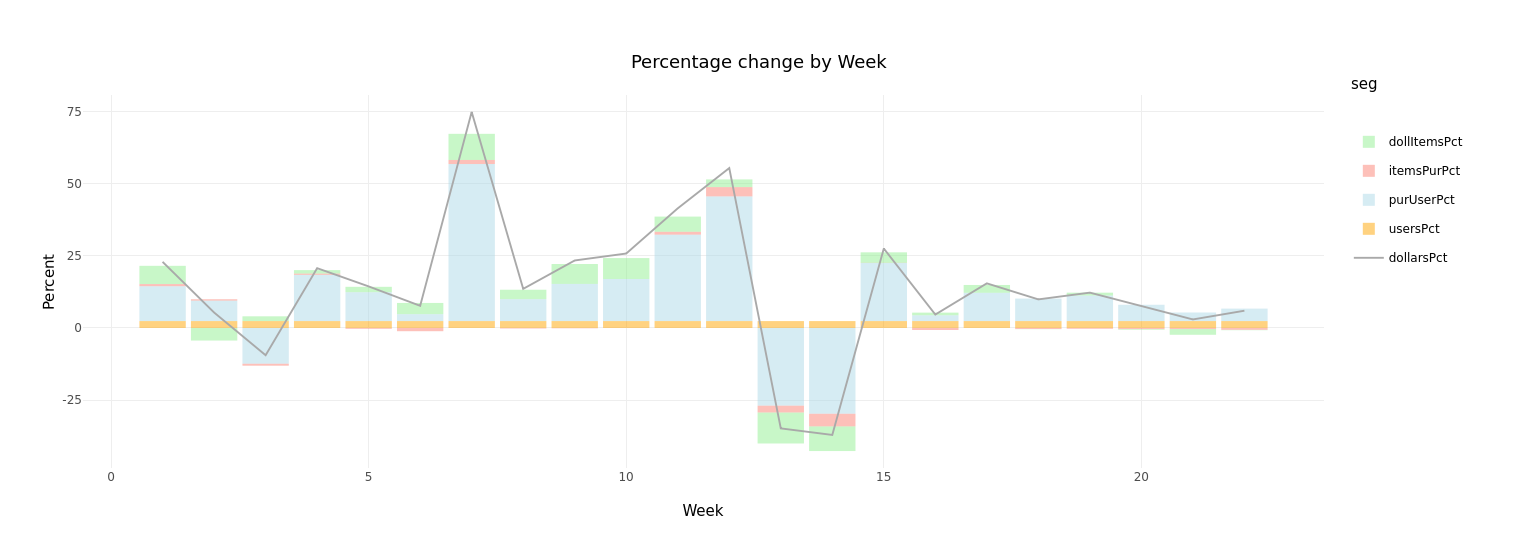 Percentage change by Week
seg
dollItemsPct
itemsPurPct
purUserPct
usersPct
dollarsPct
Percent
75
50
25
0
-25
0
5
10
15
20
Week